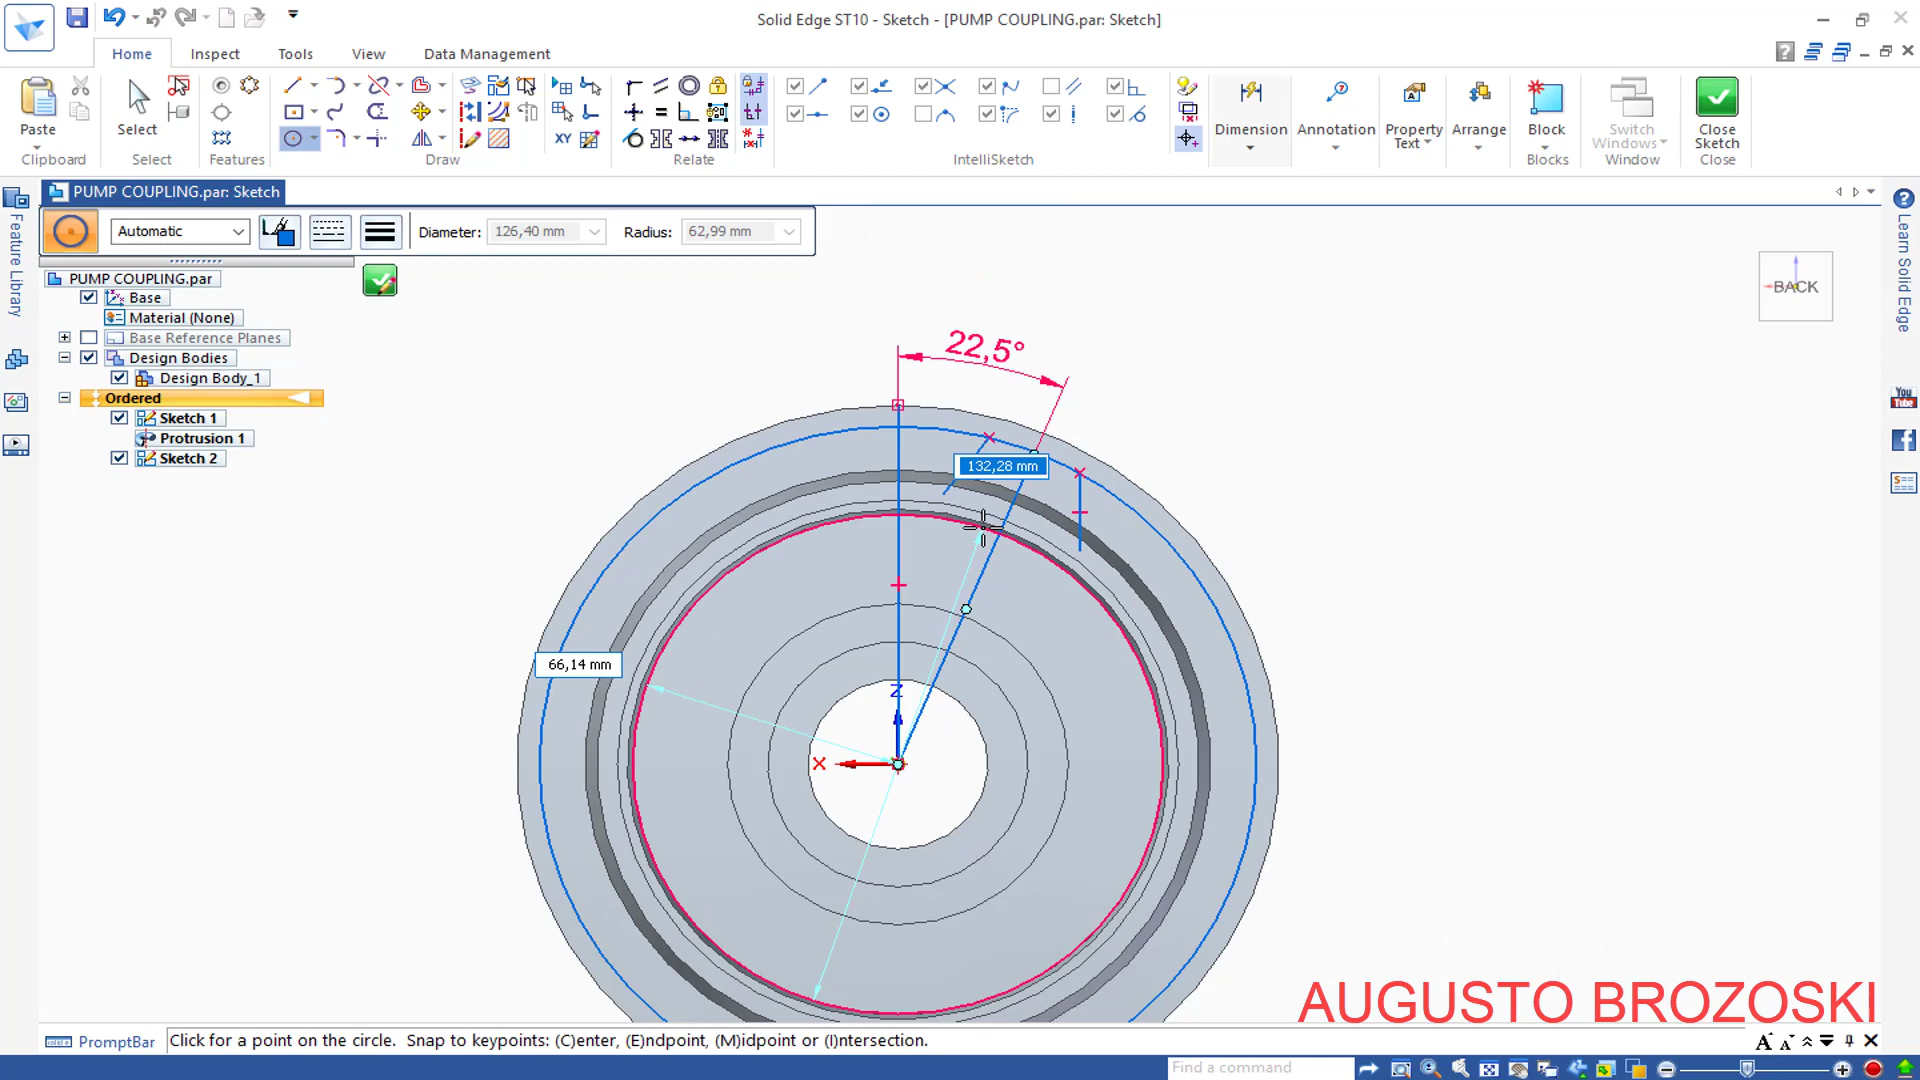 Solid Edge ST10 - Sketch - [PUMP COUPLING.par: Sketch]
Home
Inspect
Tools
View
Data Management
Paste
Clipboard
Select
Select
Features
Draw
XY
Relate
IntelliSketch
Dimension
Annotation
Property
Text
Arrange
Block
Blocks
Switch
Windows
Window
Close
Sketch
Close
PUMP COUPLING.par: Sketch
Automatic
Diameter:
126,40 mm
Radius:
62,99 mm
PUMP COUPLING.par
Base
Material (None)
Base Reference Planes
Design Bodies
Design Body_1
Ordered
Sketch 1
Protrusion 1
Sketch 2
Feature Library
Learn Solid Edge
You
Tube
BACK
22,5°
132,28 mm
66,14 mm
Z
X
AUGUSTO BROZOSKI
PromptBar
Click for a point on the circle.  Snap to keypoints: (C)enter, (E)ndpoint, (M)idpoint or (I)ntersection.
Find a command